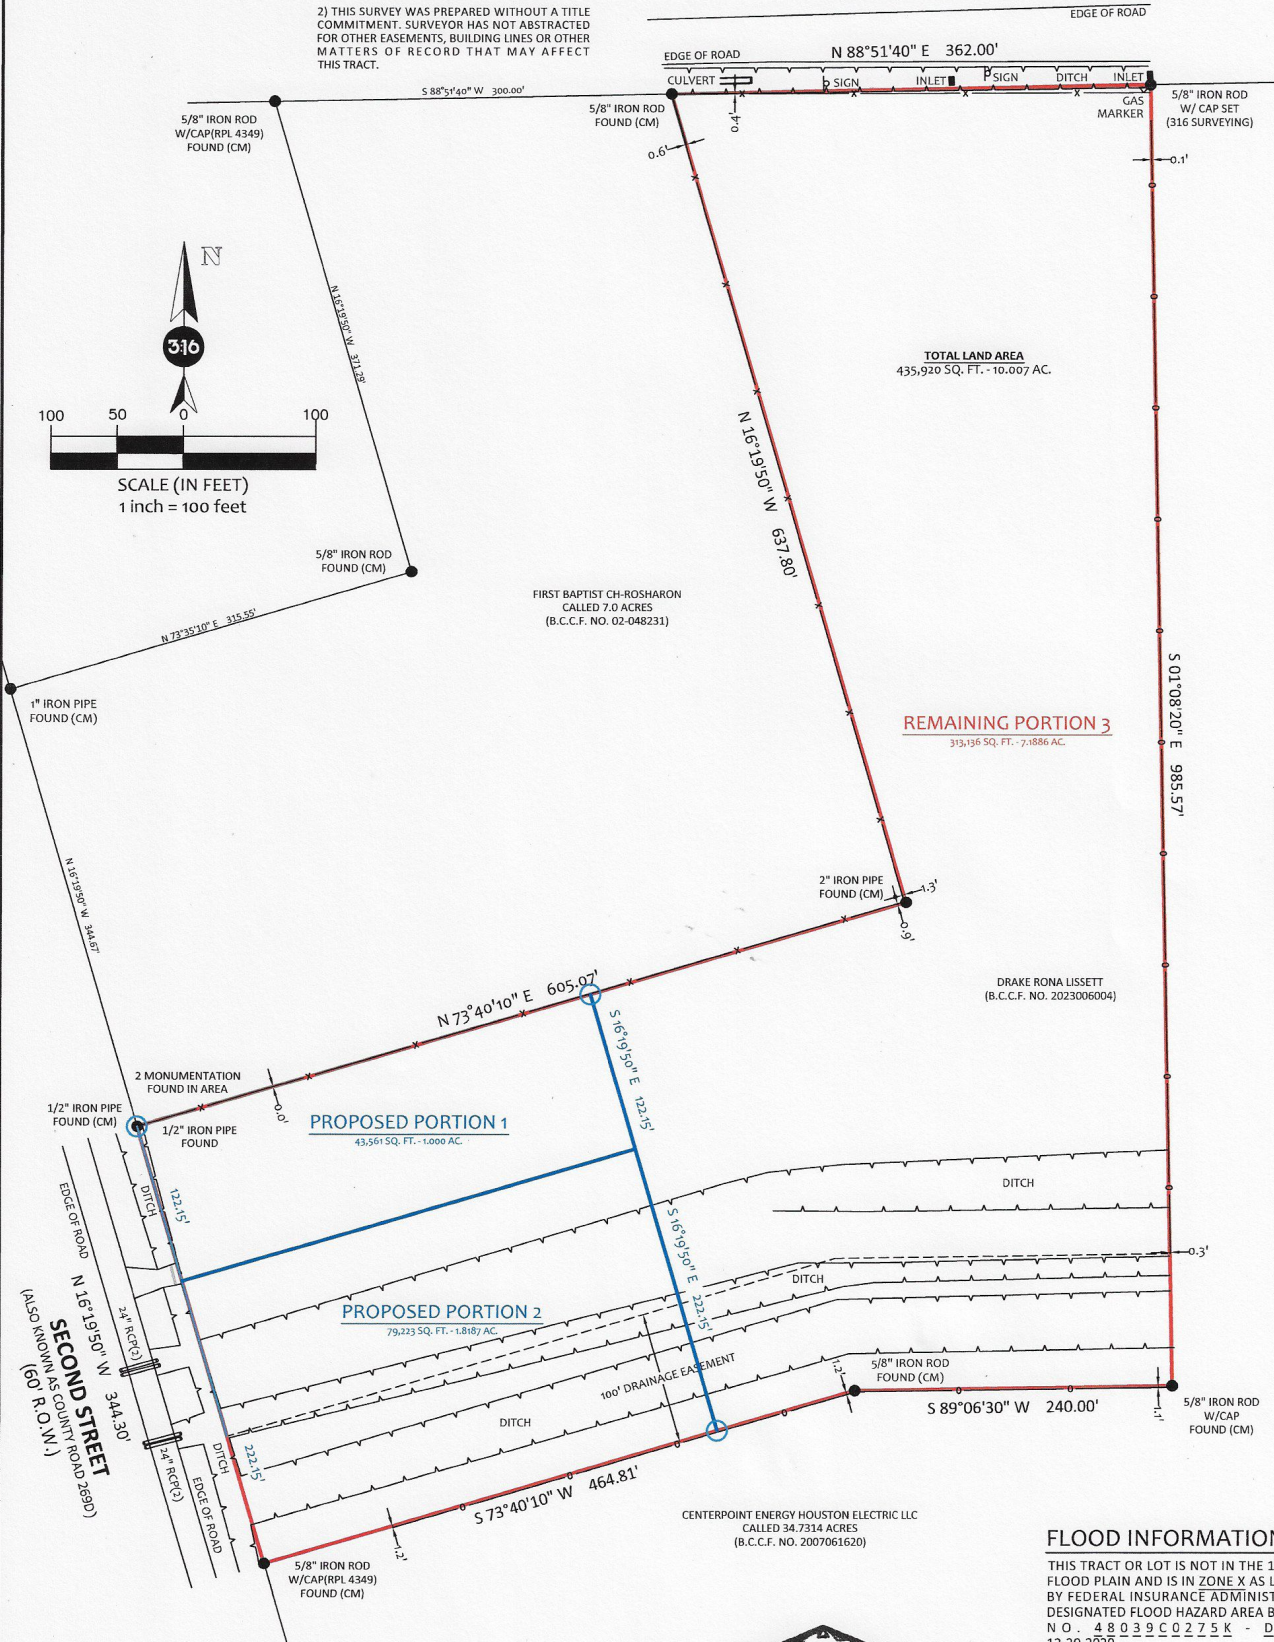 2) THIS SURVEY WAS PREPARED WITHOUT A TITLE
COMMITMENT. SURVEYOR HAS NOT ABSTRACTED
FOR OTHER EASEMENTS, BUILDING LINES OR OTHER
MATTERS OF RECORD THAT MAY AFFECT
THIS TRACT.
EDGE OF ROAD
EDGE OF ROAD
N 88°51'40" E 362.00'
CULVERT
SIGN
INLET
SIGN
DITCH
INLET
S 88°51'40" W 300.00'
5/8" IRON ROD
W/CAP(RPL 4349)
FOUND (CM)
5/8" IRON ROD
FOUND (CM)
0.4'
GAS
MARKER
5/8" IRON ROD
W/ CAP SET
(316 SURVEYING)
0.6'
0.1'
N
3:16
100 50 0 100
SCALE (IN FEET)
1 inch = 100 feet
N 16°19'50" W 371.29'
TOTAL LAND AREA
435,920 SQ. FT. - 10.007 AC.
N 16°19'50" W 637.80'
5/8" IRON ROD
FOUND (CM)
FIRST BAPTIST CH-ROSHARON
CALLED 7.0 ACRES
(B.C.C.F. NO. 02-048231)
N 73°35'10" E 315.55'
1" IRON PIPE
FOUND (CM)
S 01°08'20" E 985.57'
REMAINING PORTION 3
313,136 SQ. FT. - 7.1886 AC.
N 16°19'50" W 344.67'
2" IRON PIPE
FOUND (CM)
1.3'
0.9'
DRAKE RONA LISSETT
(B.C.C.F. NO. 2023006004)
N 73°40'10" E 605.07'
S 16°19'50" E 122.15'
2 MONUMENTATION
FOUND IN AREA
0.0'
1/2" IRON PIPE
FOUND (CM)
1/2" IRON PIPE
FOUND
PROPOSED PORTION 1
43,561 SQ. FT. - 1.000 AC.
DITCH
122.15'
EDGE OF ROAD
DITCH
S 16°19'50" E 222.15'
0.3'
DITCH
PROPOSED PORTION 2
79,223 SQ. FT. - 1.8187 AC.
24" RCP(2)
N 16°19'50" W 344.30'
SECOND STREET
(ALSO KNOWN AS COUNTY ROAD 269D)
(60' R.O.W.)
100' DRAINAGE EASEMENT
1.2'
5/8" IRON ROD
FOUND (CM)
S 89°06'30" W 240.00'
1.1'
5/8" IRON ROD
W/CAP
FOUND (CM)
DITCH
DITCH
222.15'
24" RCP(2)
EDGE OF ROAD
S 73°40'10" W 464.81'
1.2'
5/8" IRON ROD
W/CAP(RPL 4349)
FOUND (CM)
CENTERPOINT ENERGY HOUSTON ELECTRIC LLC
CALLED 34.7314 ACRES
(B.C.C.F. NO. 2007061620)
FLOOD INFORMATION
THIS TRACT OR LOT IS NOT IN THE 1
FLOOD PLAIN AND IS IN ZONE X AS L
BY FEDERAL INSURANCE ADMINIST
DESIGNATED FLOOD HAZARD AREA B
NO. 48039C0275K - D